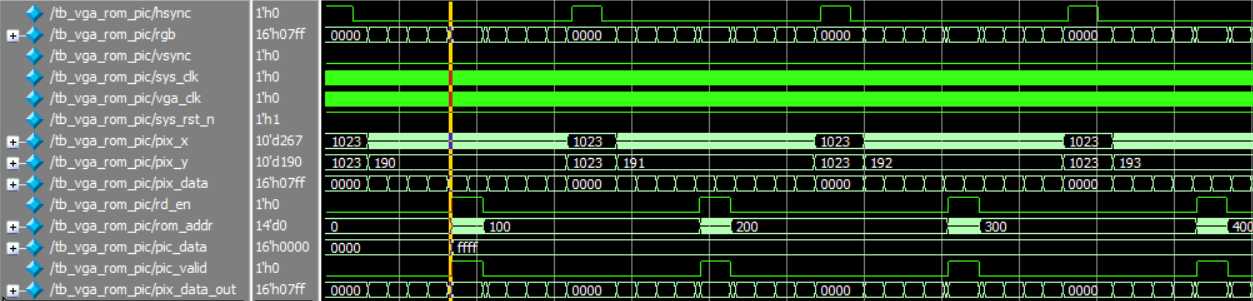 /tb_vga_rom_pic/hsync 1'h0
/tb_vga_rom_pic/rgb 16'h07ff 0000 0000 0000 0000
/tb_vga_rom_pic/vsync 1'h0
/tb_vga_rom_pic/sys_clk 1'h0
/tb_vga_rom_pic/vga_clk 1'h0
/tb_vga_rom_pic/sys_rst_n 1'h1
/tb_vga_rom_pic/pix_x 10'd267 1023 1023 1023 1023
/tb_vga_rom_pic/pix_y 10'd190 1023 190 1023 191 1023 192 1023 193
/tb_vga_rom_pic/pix_data 16'h07ff 0000 0000 0000 0000
/tb_vga_rom_pic/rd_en 1'h0
/tb_vga_rom_pic/rom_addr 14'd0 0 100 200 300 400
/tb_vga_rom_pic/pic_data 16'h0000 0000 ffff
/tb_vga_rom_pic/pic_valid 1'h0
/tb_vga_rom_pic/pix_data_out 16'h07ff 0000 0000 0000 0000